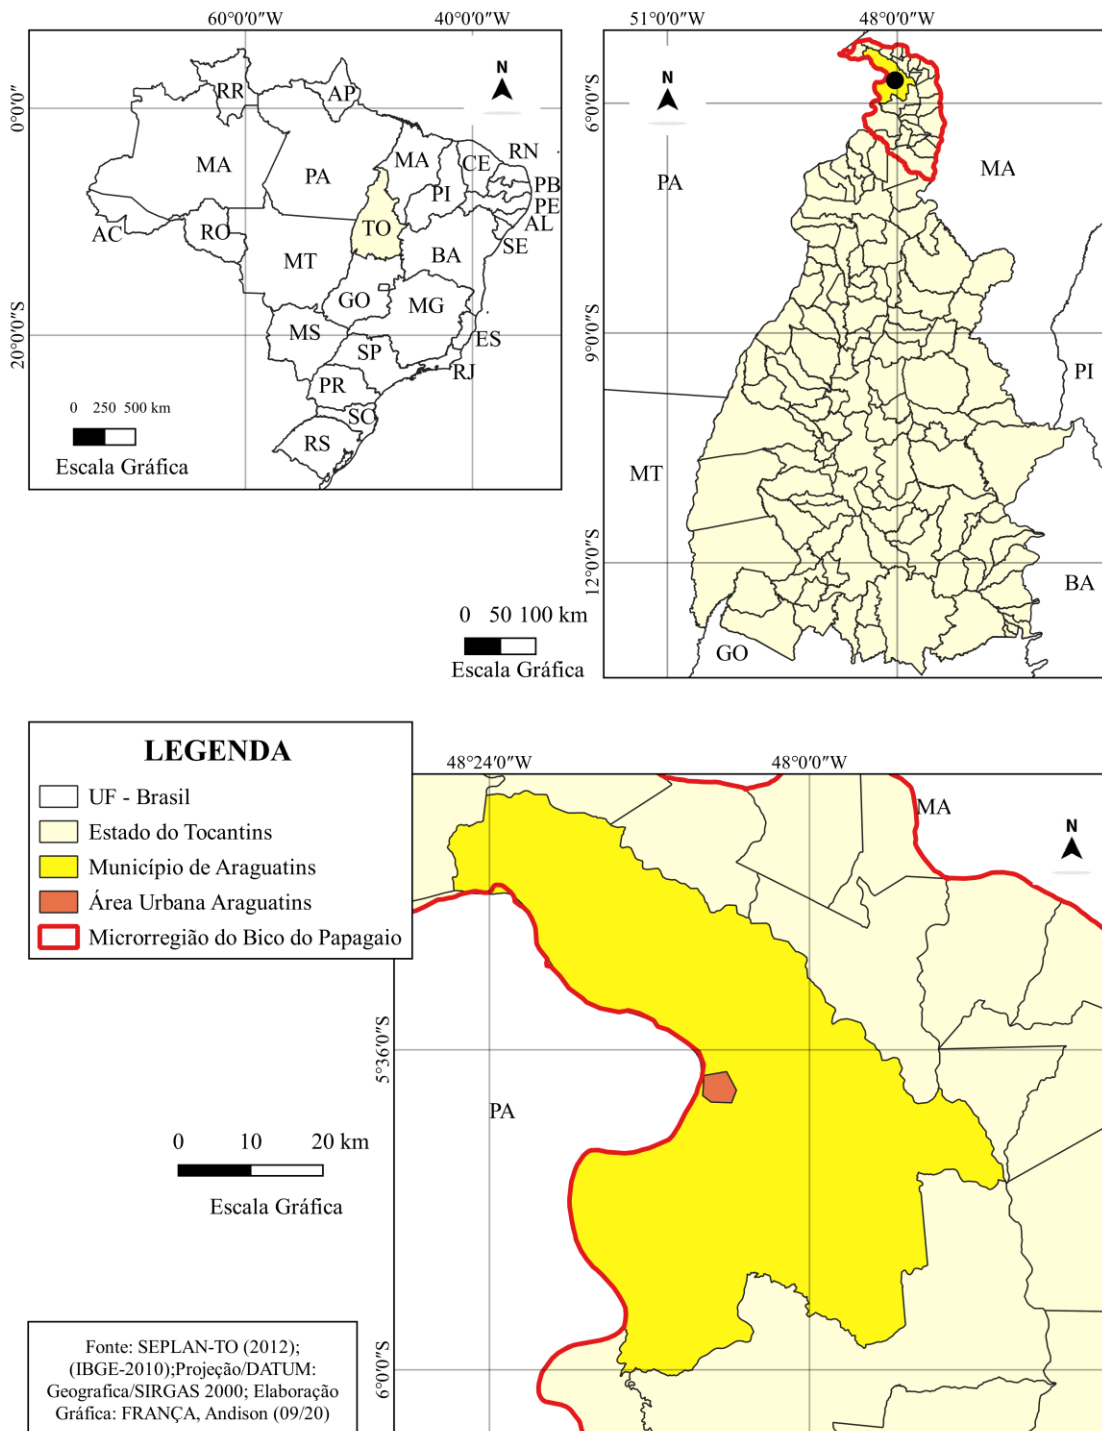 60°0'0"W
40°0'0"W
0°0'0"
20°0'0"S
N
RR
AP
MA
PA
MA
CE
RN
PI
PB
PE
AL
SE
TO
AC
RO
BA
MT
GO
MG
MS
ES
SP
RJ
PR
SC
RS
0 250 500 km
Escala Gráfica
51°0'0"W
48°0'0"W
6°0'0"S
9°0'0"S
12°0'0"S
N
PA
MA
PI
MT
BA
GO
0 50 100 km
Escala Gráfica
LEGENDA
UF - Brasil
Estado do Tocantins
Município de Araguatins
Área Urbana Araguatins
Microrregião do Bico do Papagaio
48°24'0"W
48°0'0"W
5°36'0"S
6°0'0"S
MA
N
PA
0 10 20 km
Escala Gráfica
Fonte: SEPLAN-TO (2012);
(IBGE-2010);Projeção/DATUM:
Geografica/SIRGAS 2000; Elaboração
Gráfica: FRANÇA, Andison (09/20)